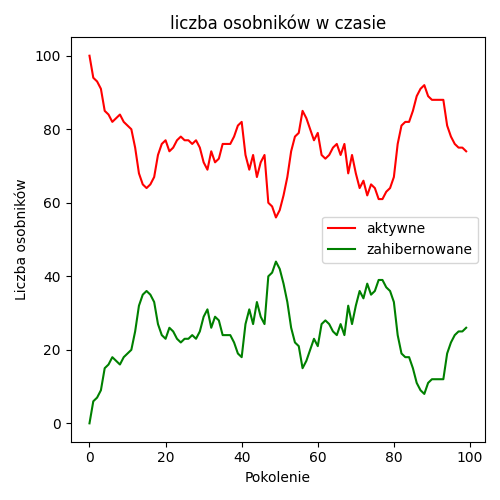 liczba osobników w czasie
Liczba osobników
100
80
60
40
20
0
aktywne
zahibernowane
0 20 40 60 80 100
Pokolenie